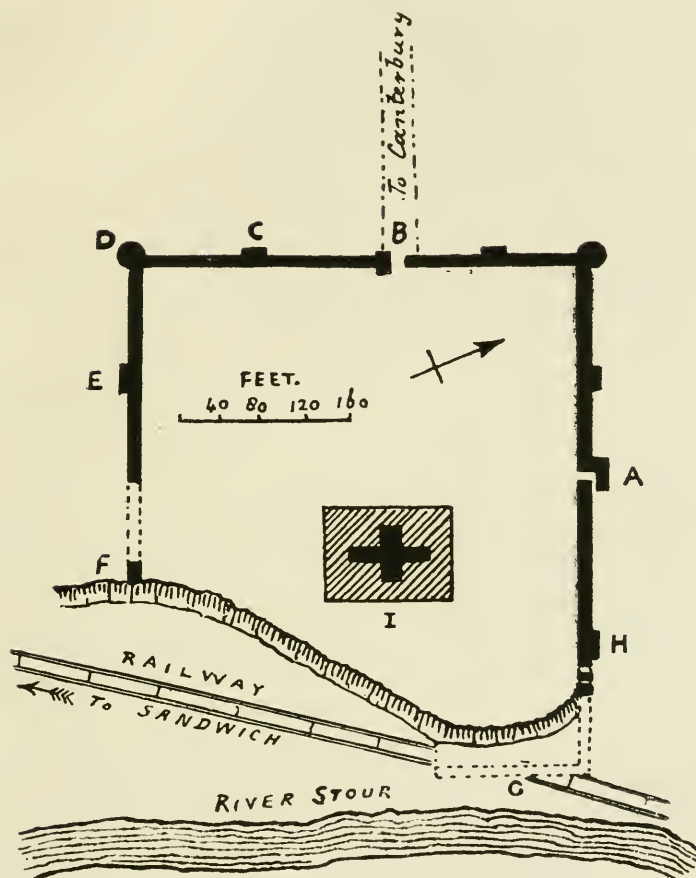 To Canterbury
D
C
B
E
FEET.
40 80 120 160
A
F
I
H
RAILWAY
To SANDWICH
G
RIVER STOUR